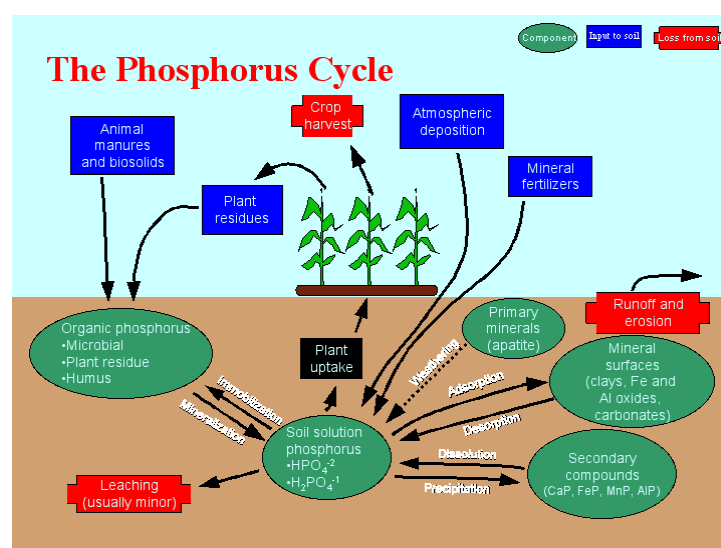 Component
Input to soil
Loss from soil
The Phosphorus Cycle
Animal
manures
and biosolids
Plant
residues
Crop
harvest
Atmospheric
deposition
Mineral
fertilizers
Organic phosphorus
•Microbial
•Plant residue
•Humus
Plant
uptake
Primary
minerals
(apatite)
Runoff and
erosion
Weathering
Mineral
surfaces
(clays, Fe and
Al oxides,
carbonates)
Adsorption
Desorption
Immobilization
Mineralization
Soil solution
phosphorus
•HPO₄⁻²
•H₂PO₄⁻¹
Dissolution
Precipitation
Secondary
compounds
(CaP, FeP, MnP, AlP)
Leaching
(usually minor)